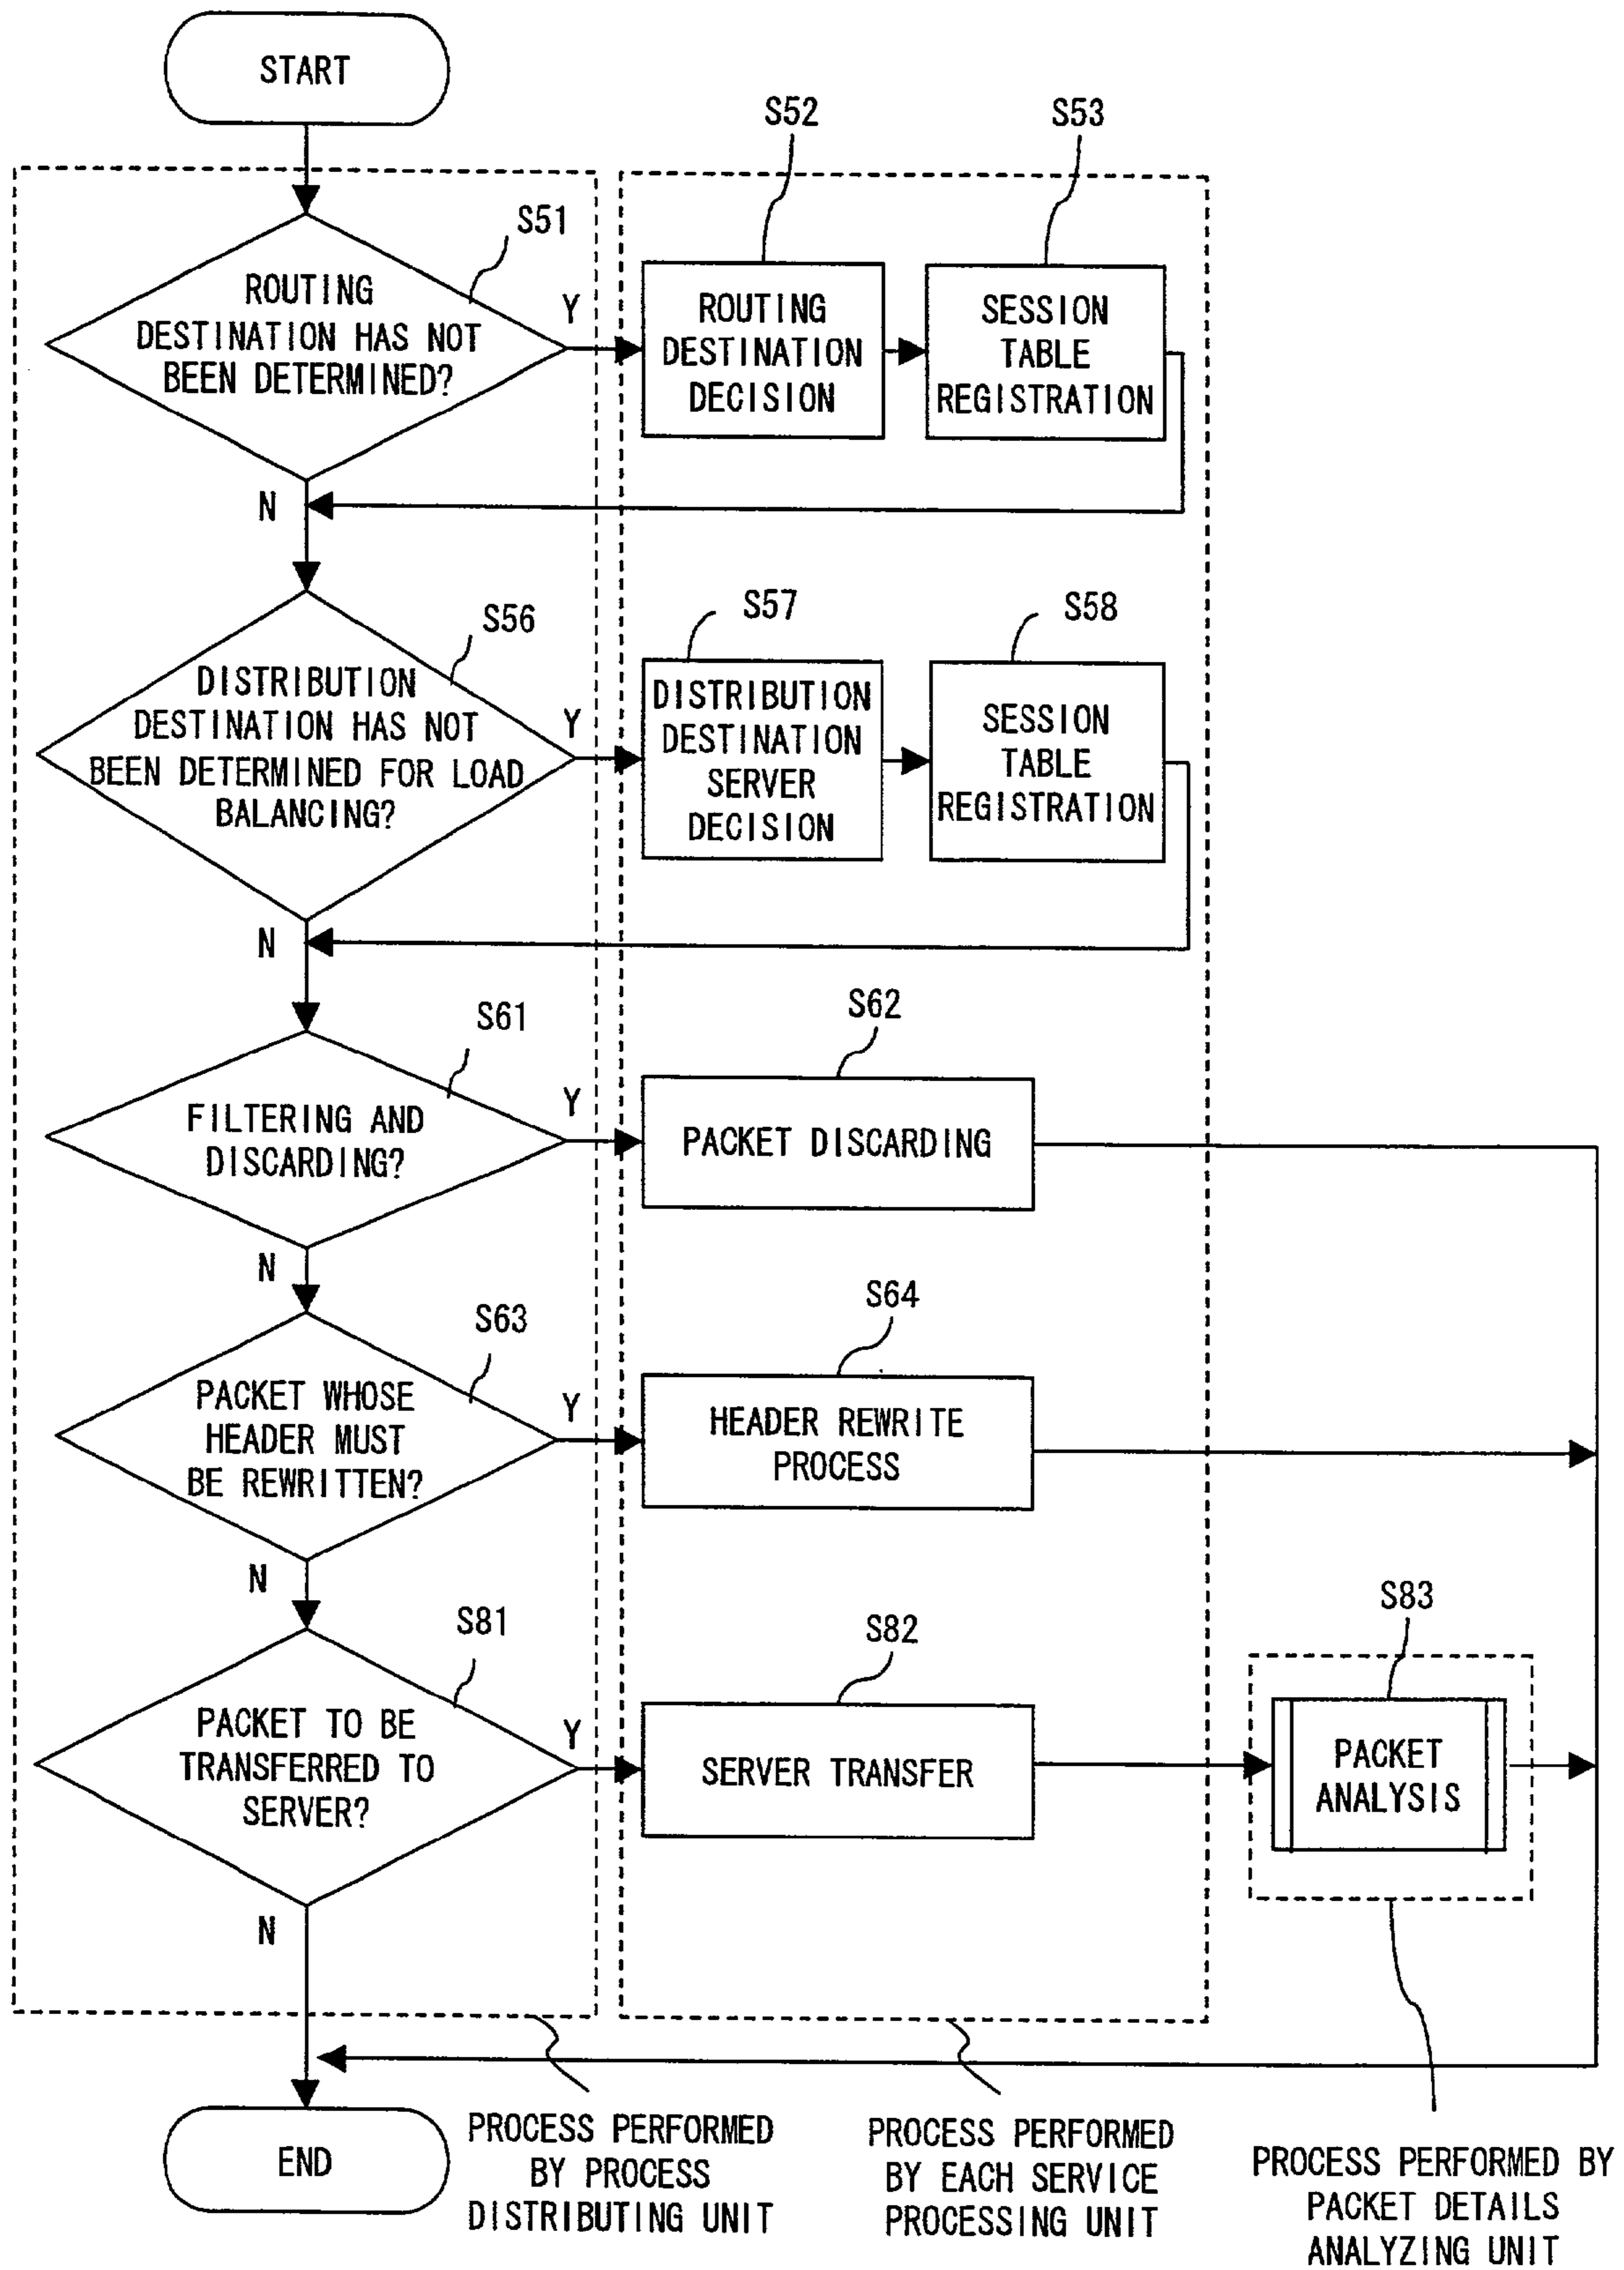 START
S52
S53
S51
ROUTING
DESTINATION HAS NOT
BEEN DETERMINED?
Y
ROUTING
DESTINATION
DECISION
SESSION
TABLE
REGISTRATION
N
S56
S57
S58
DISTRIBUTION
DESTINATION HAS NOT
BEEN DETERMINED FOR LOAD
BALANCING?
Y
DISTRIBUTION
DESTINATION
SERVER
DECISION
SESSION
TABLE
REGISTRATION
N
S61
S62
FILTERING AND
DISCARDING?
Y
PACKET DISCARDING
N
S63
S64
PACKET WHOSE
HEADER MUST
BE REWRITTEN?
Y
HEADER REWRITE
PROCESS
N
S81
S82
S83
PACKET TO BE
TRANSFERRED TO
SERVER?
Y
SERVER TRANSFER
PACKET
ANALYSIS
N
END
PROCESS PERFORMED
BY PROCESS
DISTRIBUTING UNIT
PROCESS PERFORMED
BY EACH SERVICE
PROCESSING UNIT
PROCESS PERFORMED BY
PACKET DETAILS
ANALYZING UNIT